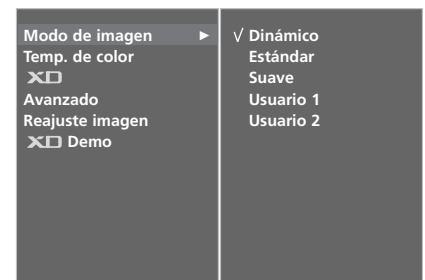 Modo de imagen ►
Temp. de color
XD
Avanzado
Reajuste imagen
XD Demo
√ Dinámico
Estándar
Suave
Usuario 1
Usuario 2